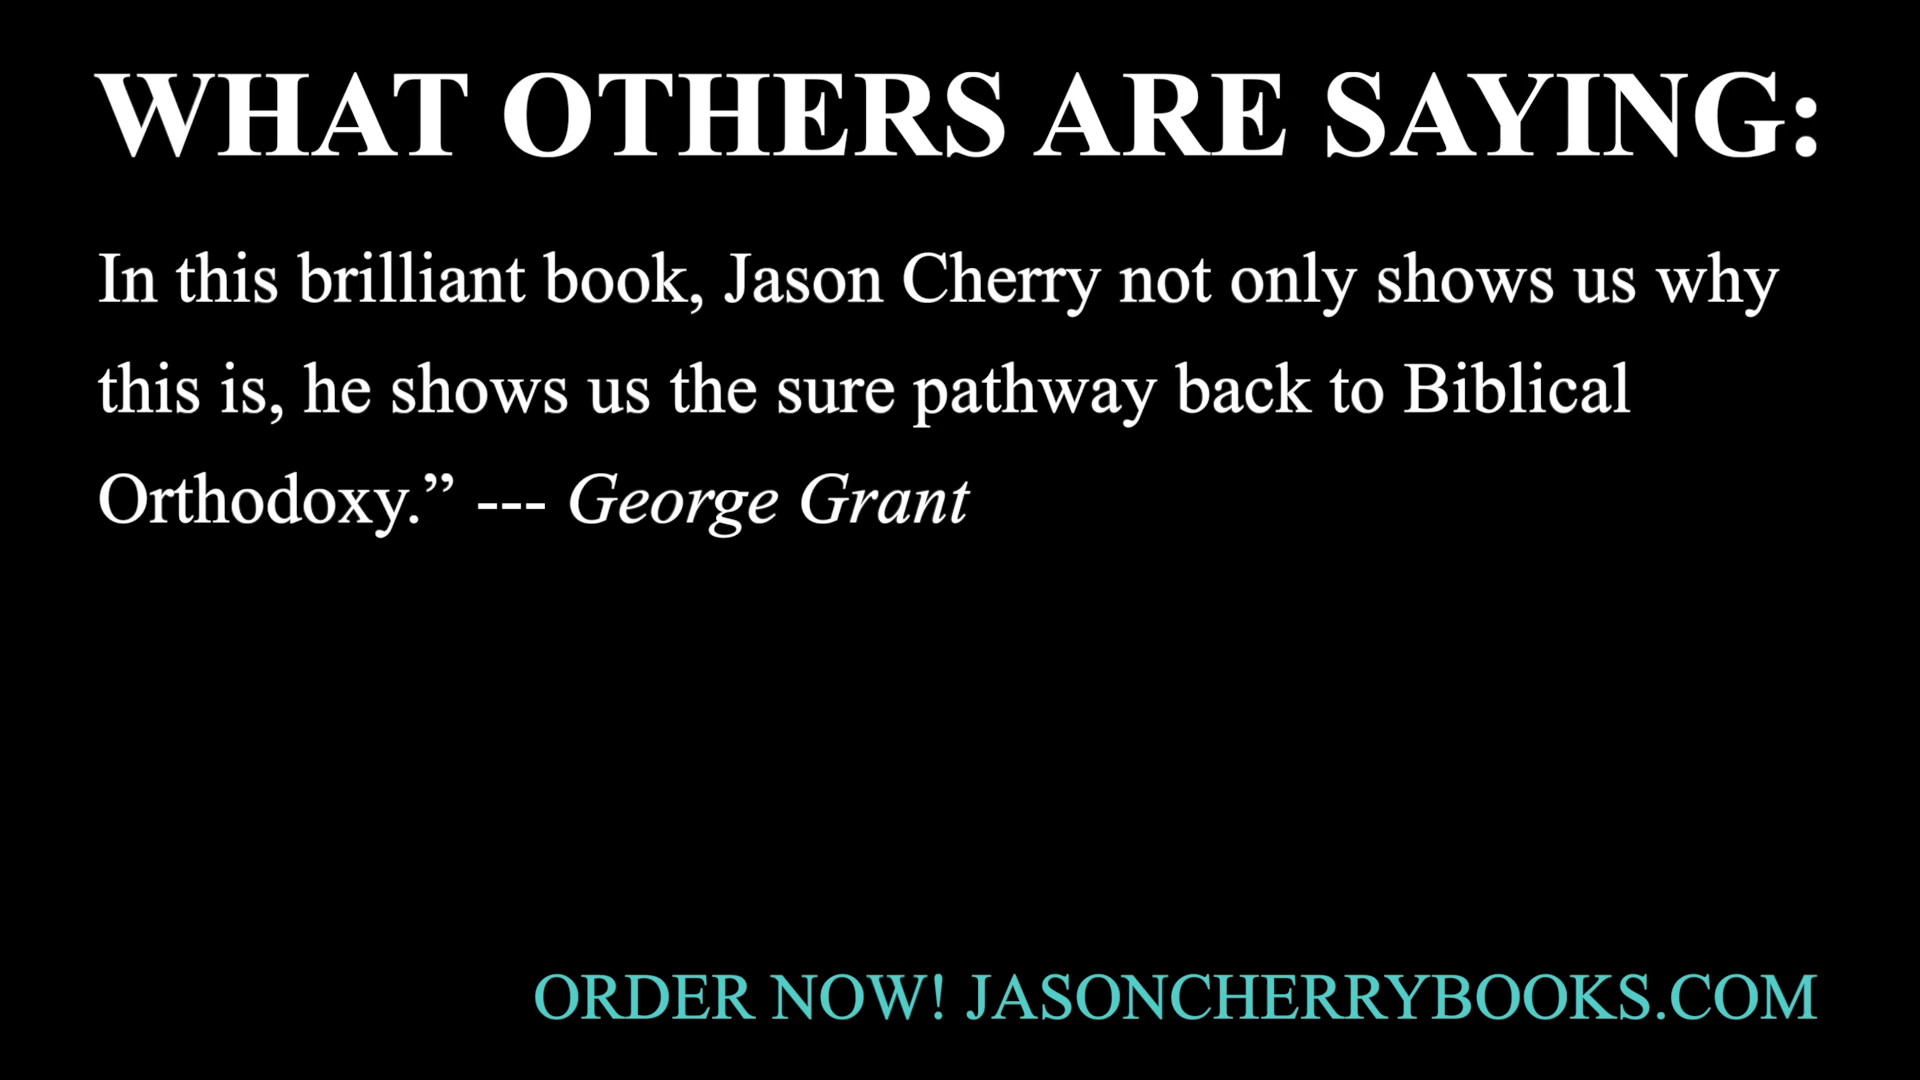 WHAT OTHERS ARE SAYING:
In this brilliant book, Jason Cherry not only shows us why
this is, he shows us the sure pathway back to Biblical
Orthodoxy.” --- George Grant
ORDER NOW! JASONCHERRYBOOKS.COM